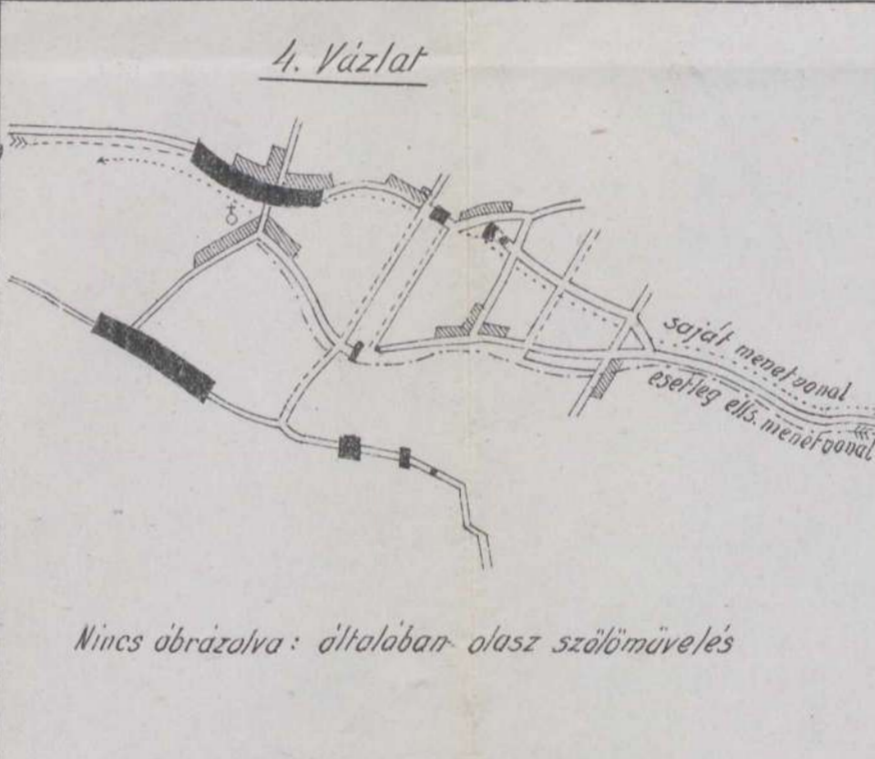 4. Vázlat
saját menetvonal
esetleg ells. menetvonal
Nincs ábrázolva: általában olasz szőlőművelés